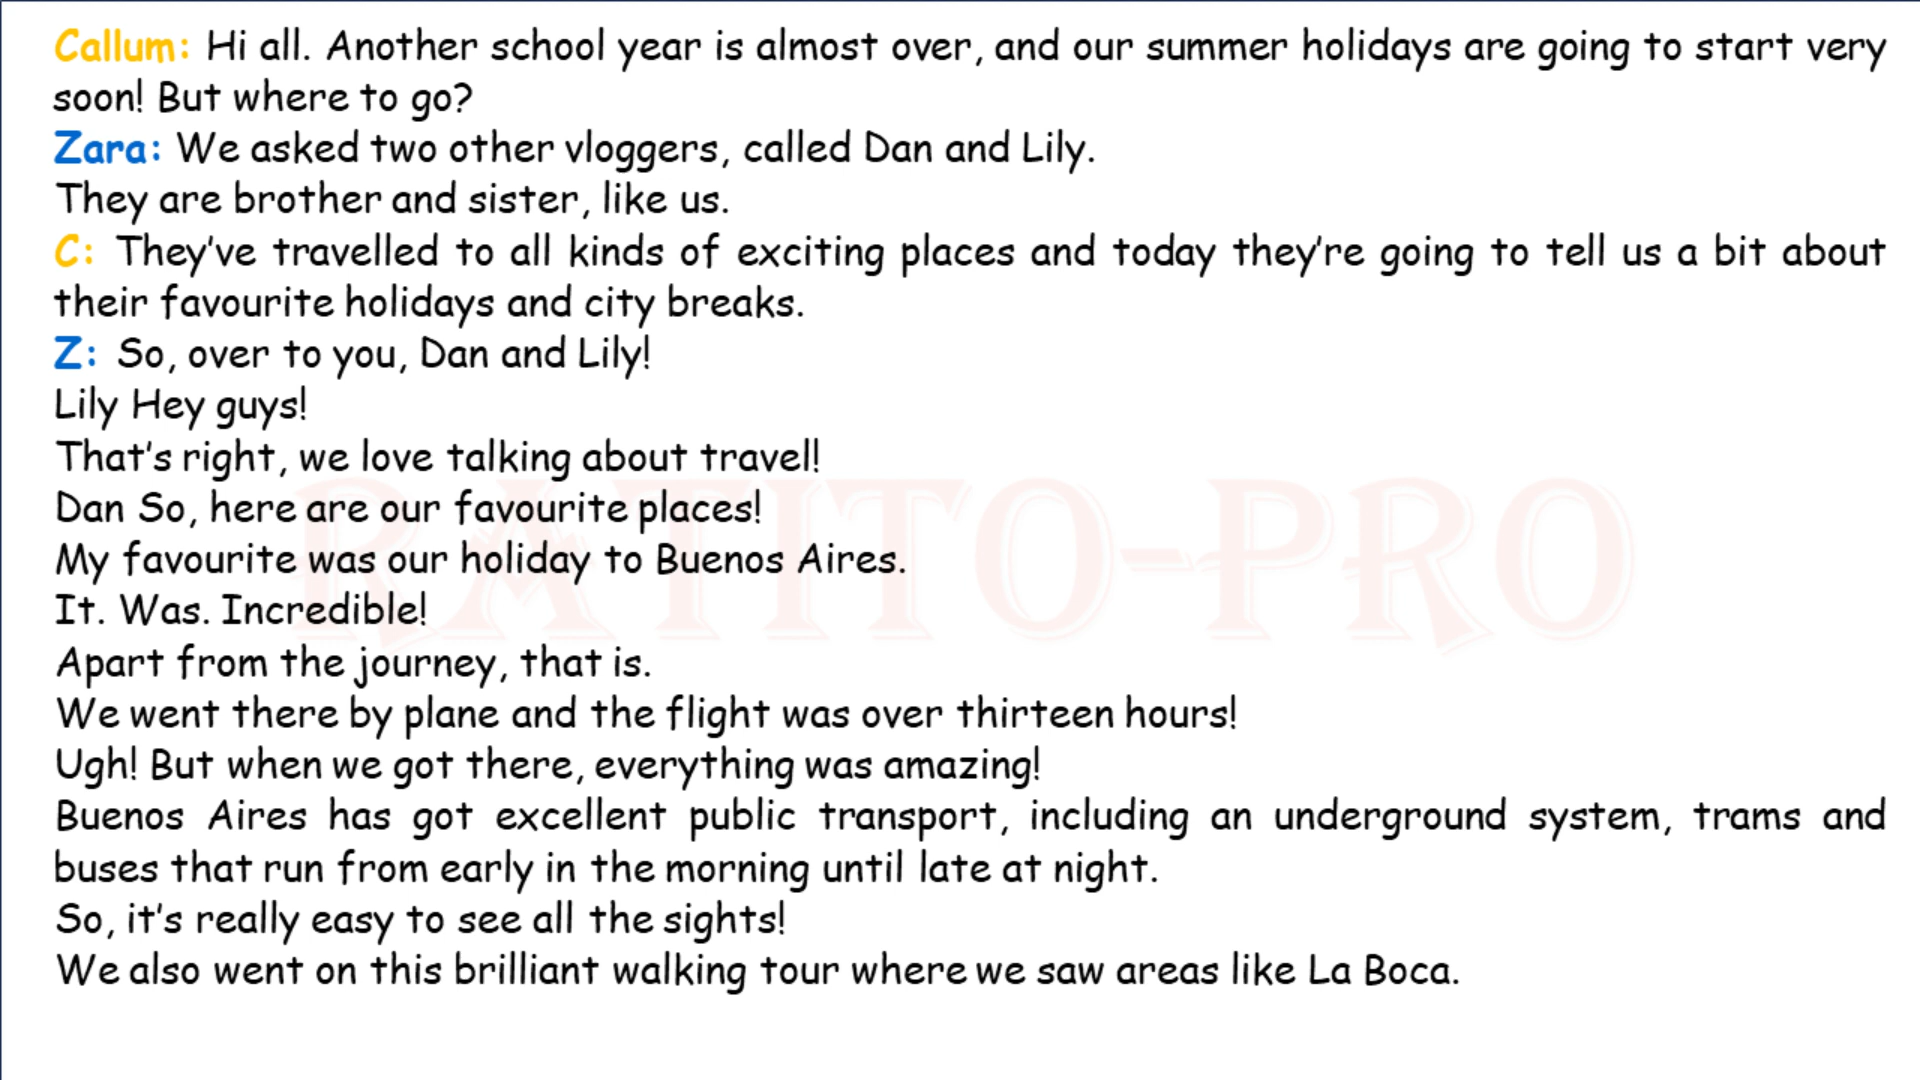 Callum: Hi all. Another school year is almost over, and our summer holidays are going to start very
soon! But where to go?
Zara: We asked two other vloggers, called Dan and Lily.
They are brother and sister, like us.
C: They've travelled to all kinds of exciting places and today they're going to tell us a bit about
their favourite holidays and city breaks.
Z: So, over to you, Dan and Lily!
Lily Hey guys!
That's right, we love talking about travel!
Dan So, here are our favourite places!
My favourite was our holiday to Buenos Aires.
It. Was. Incredible!
Apart from the journey, that is.
We went there by plane and the flight was over thirteen hours!
Ugh! But when we got there, everything was amazing!
Buenos Aires has got excellent public transport, including an underground system, trams and
buses that run from early in the morning until late at night.
So, it's really easy to see all the sights!
We also went on this brilliant walking tour where we saw areas like La Boca.
RATITO-PRO